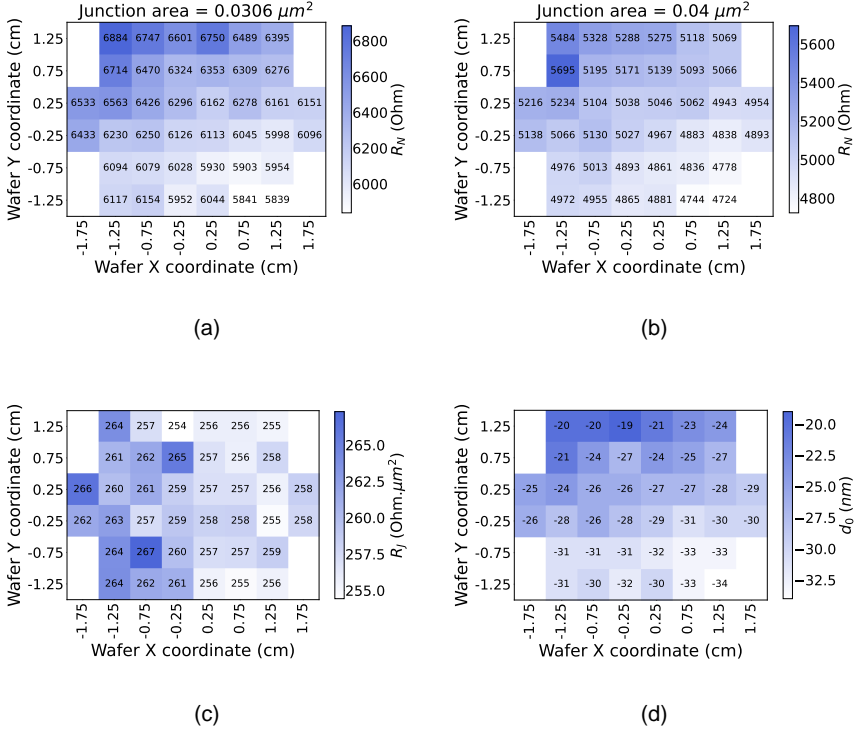 Junction area = 0.0306 μm²
Wafer Y coordinate (cm)
1.25 6884 6747 6601 6750 6489 6395
0.75 6714 6470 6324 6353 6309 6276
0.25 6533 6563 6426 6296 6162 6278 6161 6151
-0.25 6433 6230 6250 6126 6113 6045 5998 6096
-0.75 6094 6079 6028 5930 5903 5954
-1.25 6117 6154 5952 6044 5841 5839
-1.75 -1.25 -0.75 -0.25 0.25 0.75 1.25 1.75
Wafer X coordinate (cm)
6800
6600
6400
6200
6000
R_N (Ohm)
(a)
Junction area = 0.04 μm²
Wafer Y coordinate (cm)
1.25 5484 5328 5288 5275 5118 5069
0.75 5695 5195 5171 5139 5093 5066
0.25 5216 5234 5104 5038 5046 5062 4943 4954
-0.25 5138 5066 5130 5027 4967 4883 4838 4893
-0.75 4976 5013 4893 4861 4836 4778
-1.25 4972 4955 4865 4881 4744 4724
-1.75 -1.25 -0.75 -0.25 0.25 0.75 1.25 1.75
Wafer X coordinate (cm)
5600
5400
5200
5000
4800
R_N (Ohm)
(b)
Wafer Y coordinate (cm)
1.25 264 257 254 256 256 255
0.75 261 262 265 257 256 258
0.25 266 260 261 259 257 256 257 258
-0.25 262 263 257 259 258 258 255 258
-0.75 264 267 260 257 257 259
-1.25 264 262 261 256 255 256
-1.75 -1.25 -0.75 -0.25 0.25 0.75 1.25 1.75
Wafer X coordinate (cm)
265.0
262.5
260.0
257.5
255.0
R_J (Ohm.μm²)
(c)
Wafer Y coordinate (cm)
1.25 -20 -20 -19 -21 -23 -24
0.75 -21 -24 -27 -24 -25 -27
0.25 -25 -24 -26 -26 -27 -27 -28 -29
-0.25 -26 -28 -26 -28 -29 -31 -30 -30
-0.75 -31 -31 -32 -33 -33
-1.25 -31 -30 -32 -30 -33 -34
-1.75 -1.25 -0.75 -0.25 0.25 0.75 1.25 1.75
Wafer X coordinate (cm)
−20.0
−22.5
−25.0
−27.5
−30.0
−32.5
d₀ (nm)
(d)